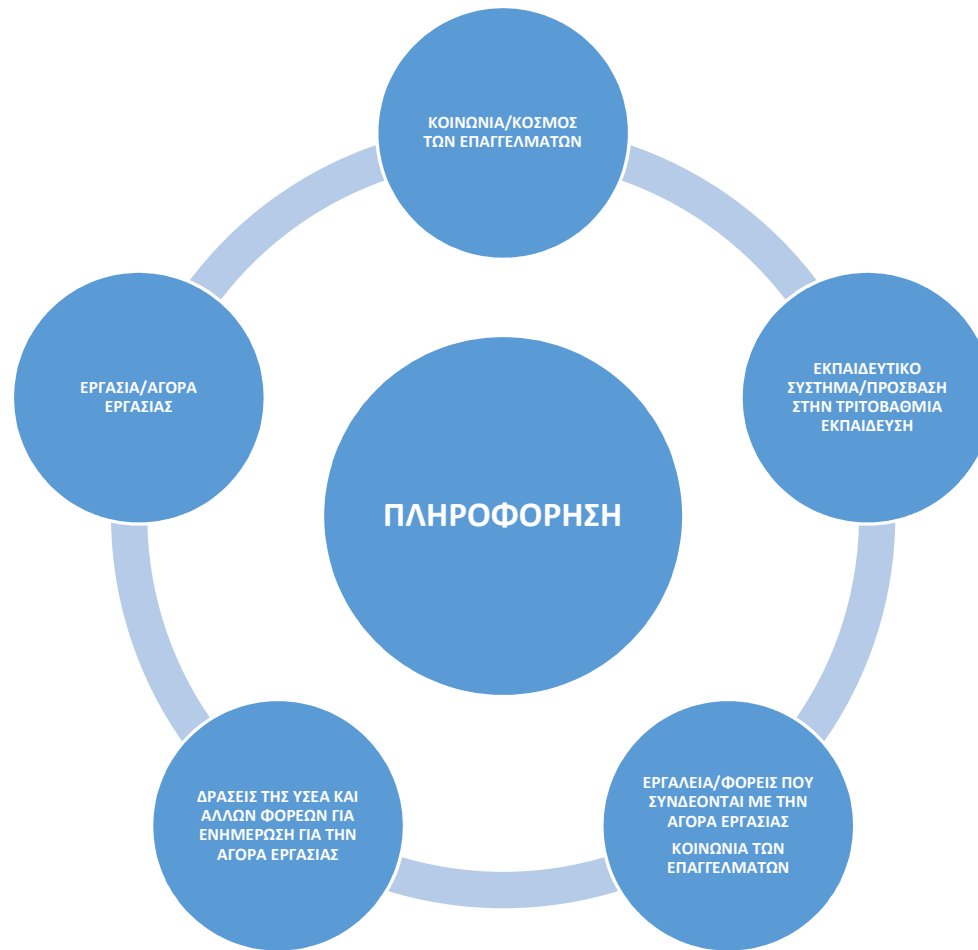 ΚΟΙΝΩΝΙΑ/ΚΟΣΜΟΣ
ΤΩΝ ΕΠΑΓΓΕΛΜΑΤΩΝ
ΕΚΠΑΙΔΕΥΤΙΚΟ
ΣΥΣΤΗΜΑ/ΠΡΟΣΒΑΣΗ
ΣΤΗΝ ΤΡΙΤΟΒΑΘΜΙΑ
ΕΚΠΑΙΔΕΥΣΗ
ΕΡΓΑΛΕΙΑ/ΦΟΡΕΙΣ ΠΟΥ
ΣΥΝΔΕΟΝΤΑΙ ΜΕ ΤΗΝ
ΑΓΟΡΑ ΕΡΓΑΣΙΑΣ
ΚΟΙΝΩΝΙΑ ΤΩΝ
ΕΠΑΓΓΕΛΜΑΤΩΝ
ΔΡΑΣΕΙΣ ΤΗΣ ΥΣΕΑ ΚΑΙ
ΑΛΛΩΝ ΦΟΡΕΩΝ ΓΙΑ
ΕΝΗΜΕΡΩΣΗ ΓΙΑ ΤΗΝ
ΑΓΟΡΑ ΕΡΓΑΣΙΑΣ
ΕΡΓΑΣΙΑ/ΑΓΟΡΑ
ΕΡΓΑΣΙΑΣ
ΠΛΗΡΟΦΟΡΗΣΗ